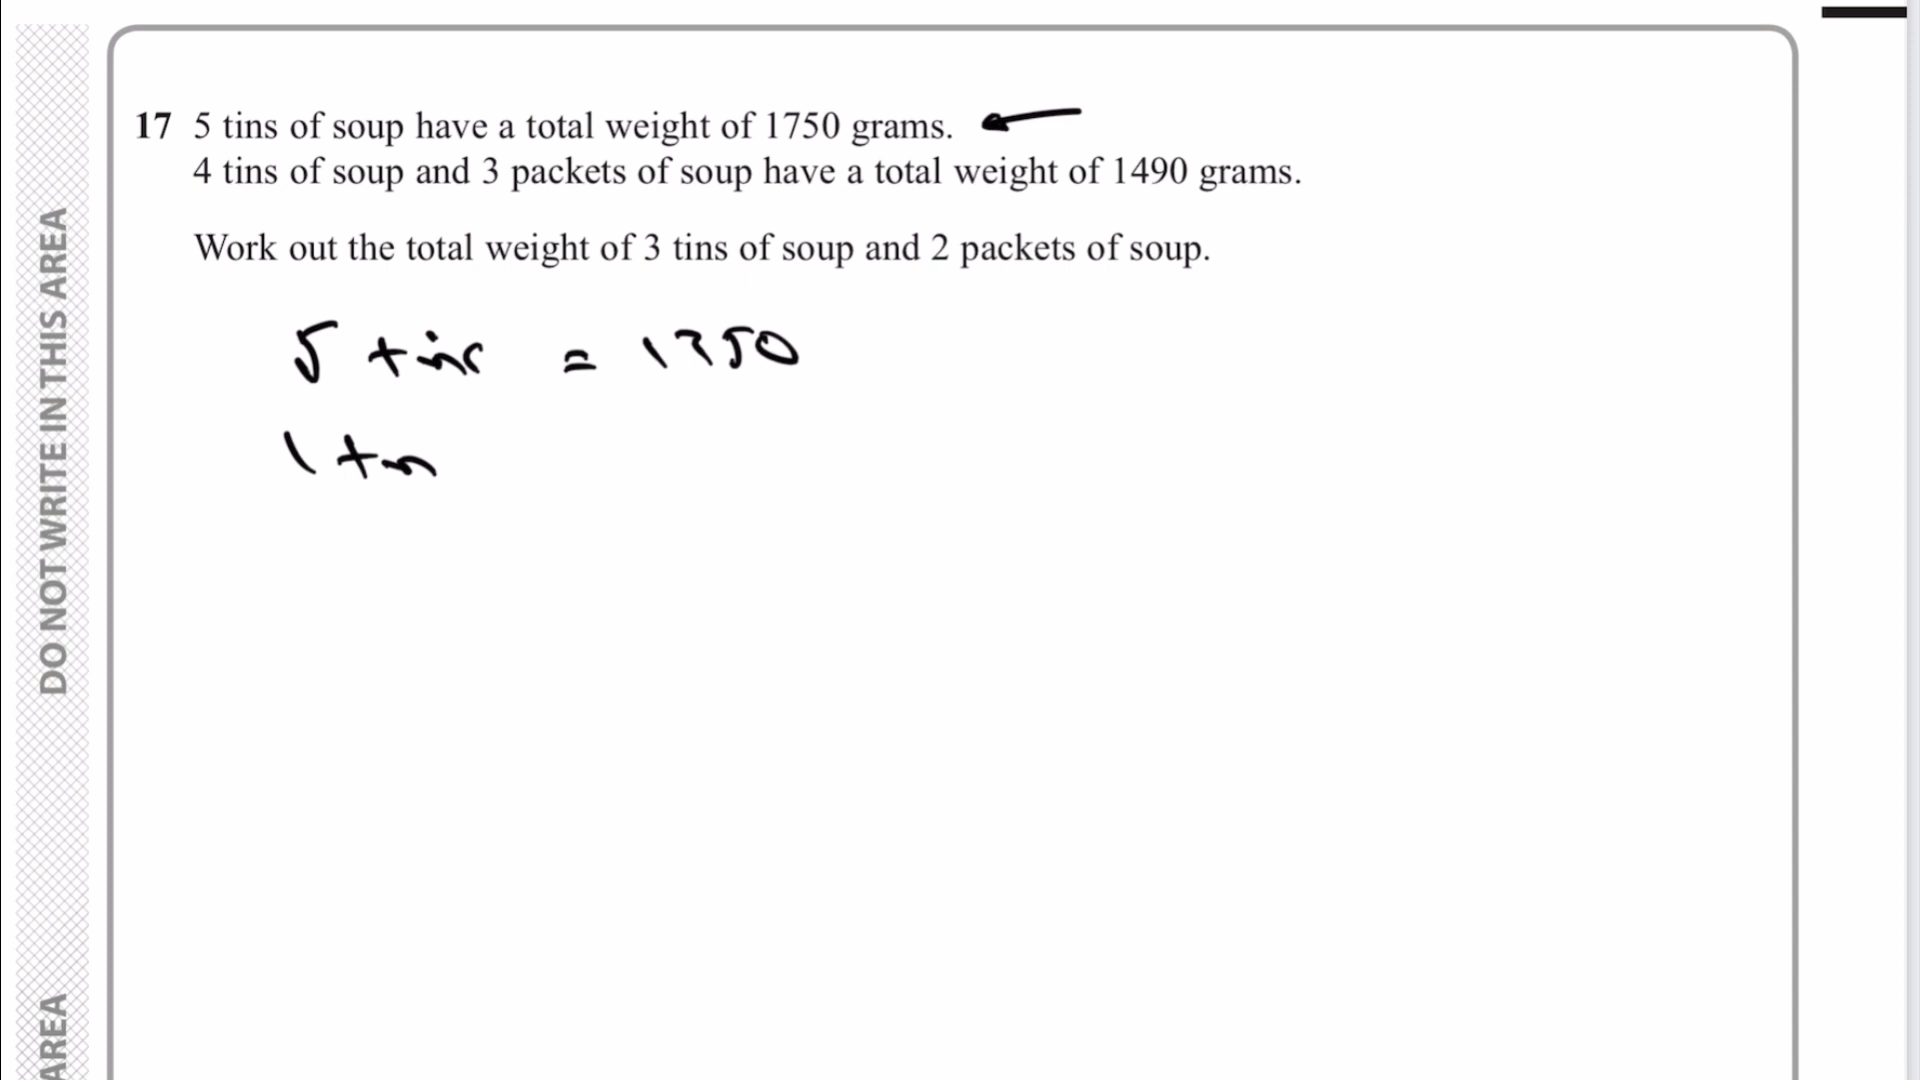 17 5 tins of soup have a total weight of 1750 grams.
4 tins of soup and 3 packets of soup have a total weight of 1490 grams.
Work out the total weight of 3 tins of soup and 2 packets of soup.
5 tins = 1750
1 tin
DO NOT WRITE IN THIS AREA
AREA